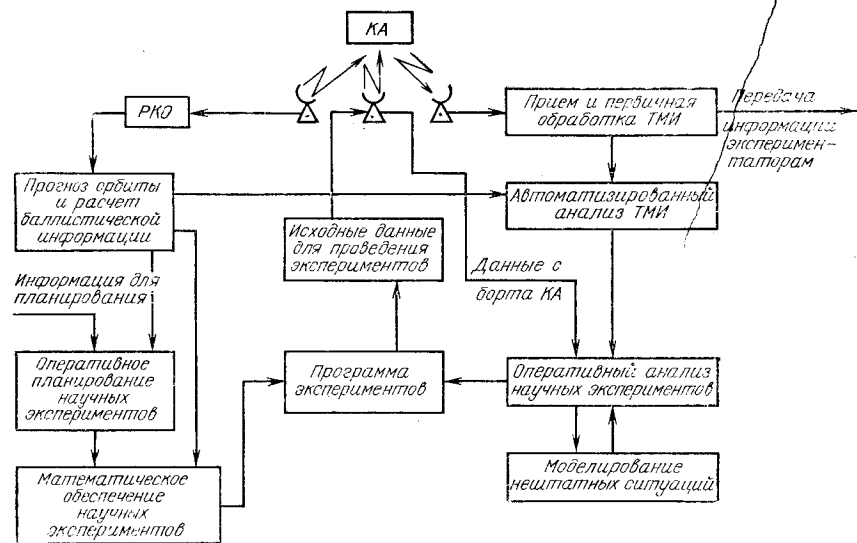 КА
РКО
Прием и первичная
обработка ТМИ
Передача
информации
эксперимен-
таторам
Прогноз орбиты
и расчет
баллистической
информации
Автоматизированный
анализ ТМИ
Исходные данные
для проведения
экспериментов
Данные с
борта КА
Информация для
планирования
Оперативное
планирование
научных
экспериментов
Программа
экспериментов
Оперативный анализ
научных экспериментов
Математическое
обеспечение
научных
экспериментов
Моделирование
нештатных ситуаций